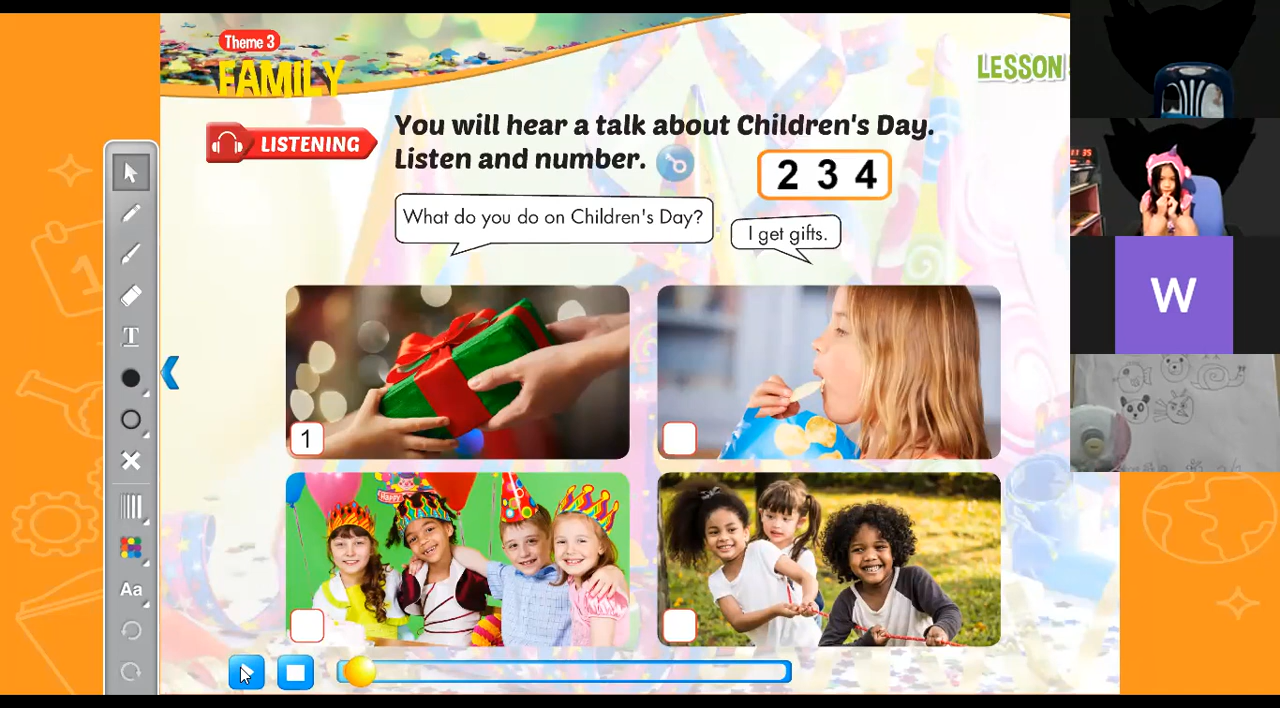 Theme 3
FAMILY
LESSON
LISTENING
You will hear a talk about Children's Day.
Listen and number.
2 3 4
What do you do on Children's Day?
I get gifts.
1
T
Aa
W